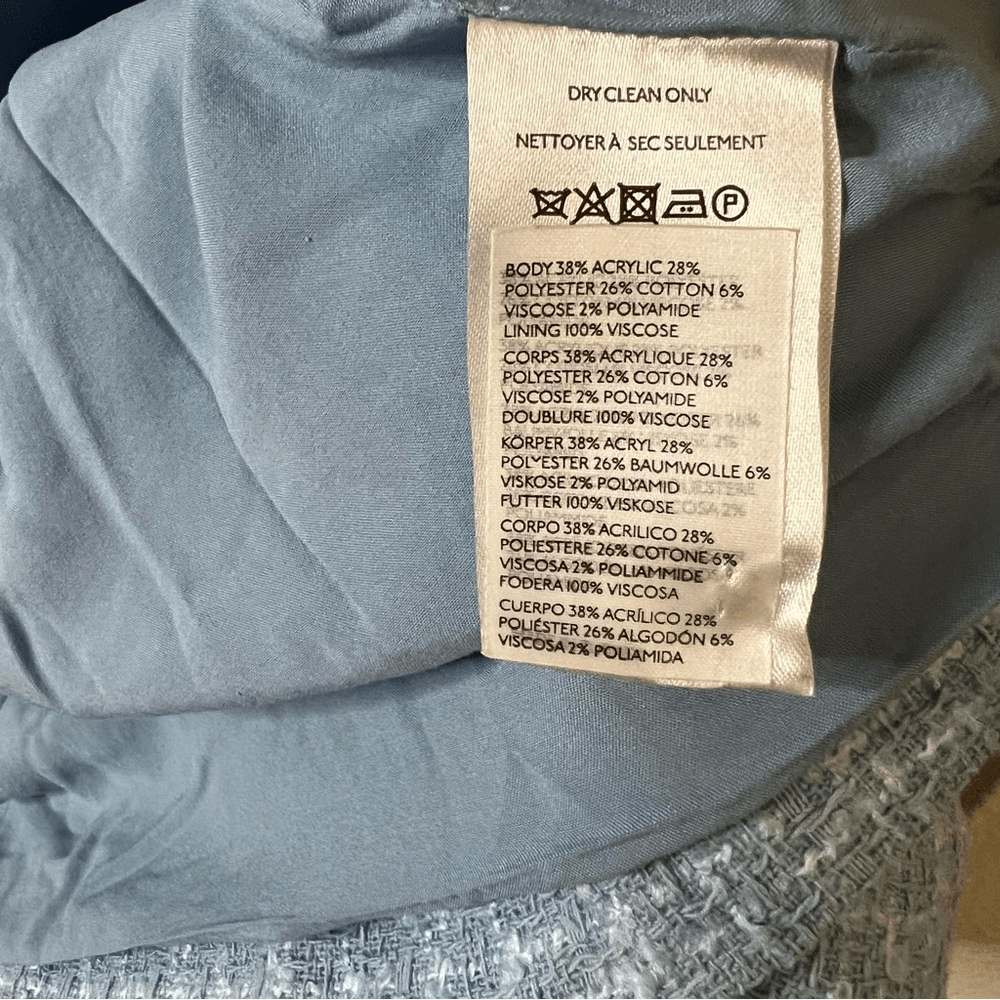 DRY CLEAN ONLY
NETTOYER À SEC SEULEMENT
P
BODY 38% ACRYLIC 28%
POLYESTER 26% COTTON 6%
VISCOSE 2% POLYAMIDE
LINING 100% VISCOSE
CORPS 38% ACRYLIQUE 28%
POLYESTER 26% COTON 6%
VISCOSE 2% POLYAMIDE
DOUBLURE 100% VISCOSE
KÖRPER 38% ACRYL 28%
POLYESTER 26% BAUMWOLLE 6%
VISKOSE 2% POLYAMID
FUTTER 100% VISKOSE
CORPO 38% ACRILICO 28%
POLIESTERE 26% COTONE 6%
VISCOSA 2% POLIAMMIDE
FODERA 100% VISCOSA
CUERPO 38% ACRÍLICO 28%
POLIÉSTER 26% ALGODÓN 6%
VISCOSA 2% POLIAMIDA